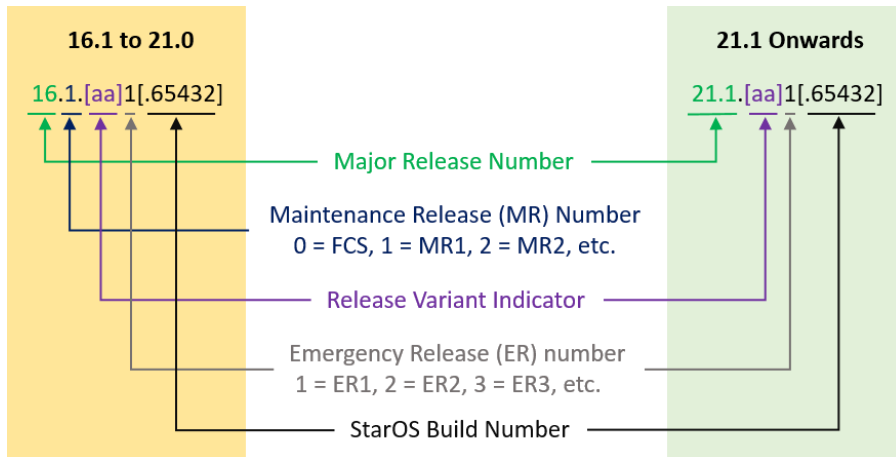 16.1 to 21.0
21.1 Onwards
16.1.[aa]1[.65432]
21.1.[aa]1[.65432]
Major Release Number
Maintenance Release (MR) Number
0 = FCS, 1 = MR1, 2 = MR2, etc.
Release Variant Indicator
Emergency Release (ER) number
1 = ER1, 2 = ER2, 3 = ER3, etc.
StarOS Build Number